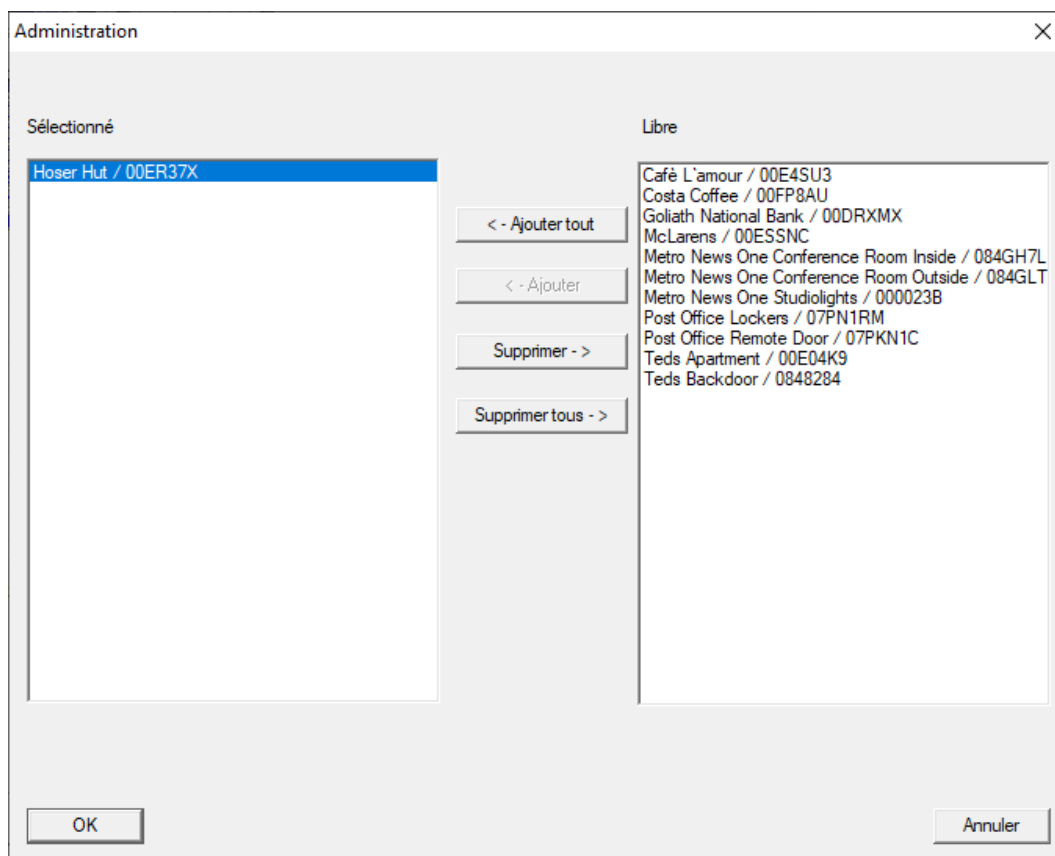 Administration
Sélectionné
Hoser Hut / 00ER37X
< - Ajouter tout
< - Ajouter
Supprimer - >
Supprimer tous - >
Libre
Cafè L`amour / 00E4SU3
Costa Coffee / 00FP8AU
Goliath National Bank / 00DRXMX
McLarens / 00ESSNC
Metro News One Conference Room Inside / 084GH7L
Metro News One Conference Room Outside / 084GLT
Metro News One Studiolights / 000023B
Post Office Lockers / 07PN1RM
Post Office Remote Door / 07PKN1C
Teds Apartment / 00E04K9
Teds Backdoor / 0848284
OK
Annuler